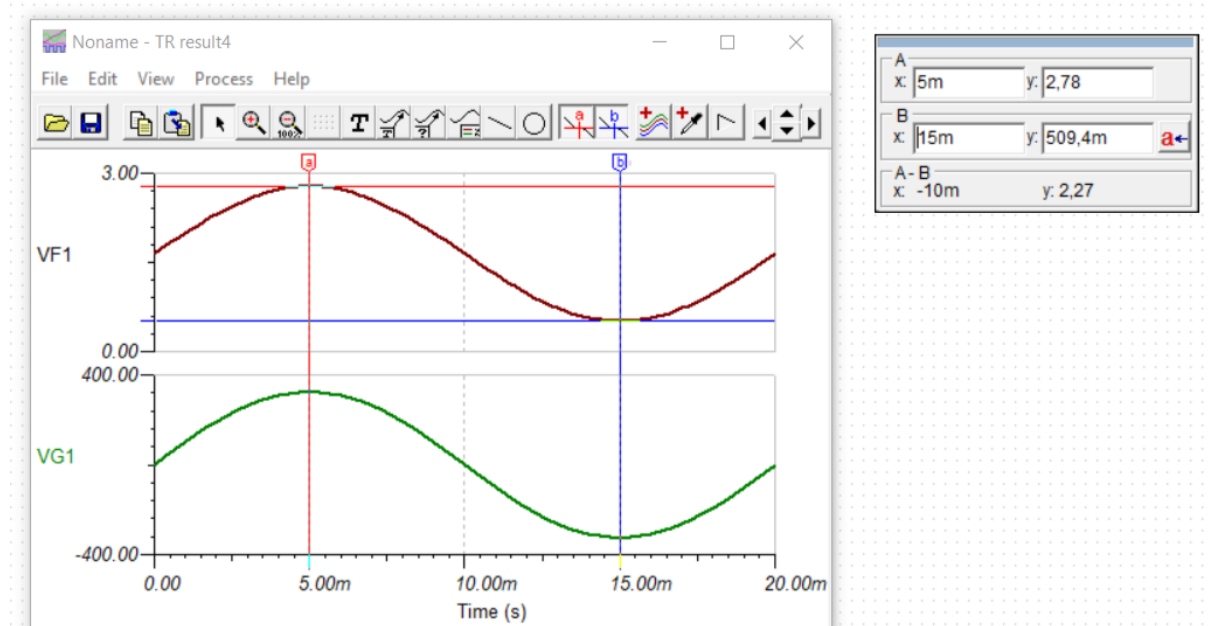 Noname - TR result4
File Edit View Process Help
100%
T
a
b
a
b
3.00
VF1
0.00
400.00
VG1
-400.00
0.00 5.00m 10.00m 15.00m 20.00m
Time (s)
A
x: 5m y: 2,78
B
x: 15m y: 509,4m a
A - B
x: -10m y: 2,27